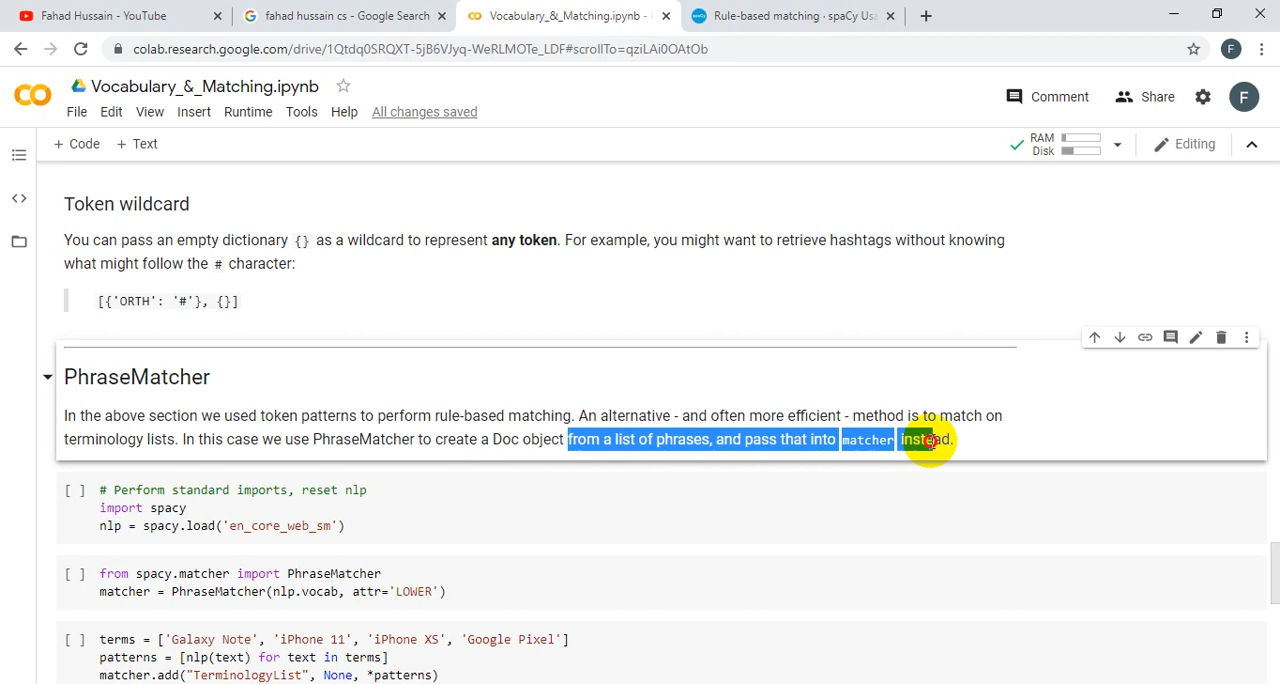 Fahad Hussain - YouTube
fahad hussain cs - Google Search
Vocabulary_&_Matching.ipynb -
Rule-based matching · spaCy Usa
colab.research.google.com/drive/1Qtdq0SRQXT-5jB6VJyq-WeRLMOTe_LDF#scrollTo=qziLAi0OAtOb
F
Vocabulary_&_Matching.ipynb
File Edit View Insert Runtime Tools Help All changes saved
Comment Share F
+ Code + Text
RAM
Disk
Editing
Token wildcard
You can pass an empty dictionary {} as a wildcard to represent any token. For example, you might want to retrieve hashtags without knowing
what might follow the # character:
[{'ORTH': '#'}, {}]
PhraseMatcher
In the above section we used token patterns to perform rule-based matching. An alternative - and often more efficient - method is to match on
terminology lists. In this case we use PhraseMatcher to create a Doc object from a list of phrases, and pass that into matcher instead.
[ ] # Perform standard imports, reset nlp
import spacy
nlp = spacy.load('en_core_web_sm')
[ ] from spacy.matcher import PhraseMatcher
matcher = PhraseMatcher(nlp.vocab, attr='LOWER')
[ ] terms = ['Galaxy Note', 'iPhone 11', 'iPhone XS', 'Google Pixel']
patterns = [nlp(text) for text in terms]
matcher.add("TerminologyList", None, *patterns)